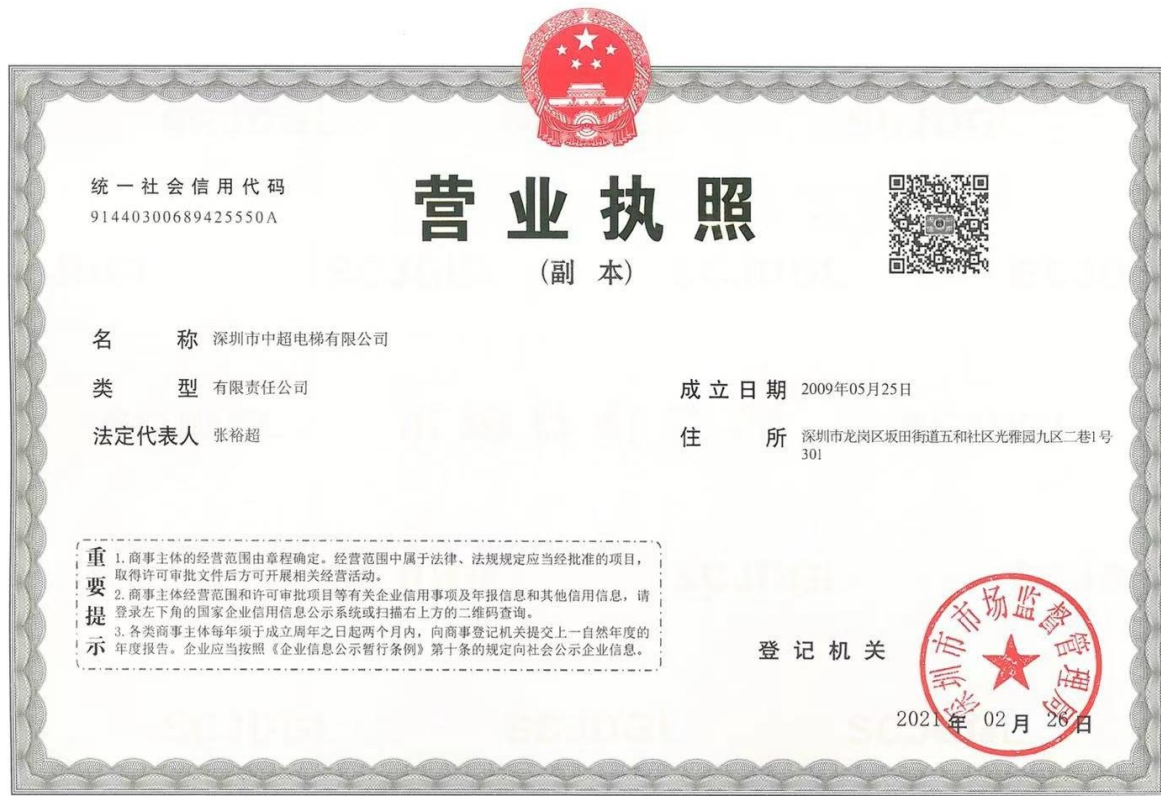 统一社会信用代码
91440300689425550A
营业执照
(副 本)
名 称 深圳市中超电梯有限公司
类 型 有限责任公司
法定代表人 张裕超
成立日期 2009年05月25日
住 所 深圳市龙岗区坂田街道五和社区光雅园九区二巷1号
301
重要提示
1. 商事主体的经营范围由章程确定。经营范围中属于法律、法规规定应当经批准的项目，
取得许可审批文件后方可开展相关经营活动。
2. 商事主体经营范围和许可审批项目等有关企业信用事项及年报信息和其他信用信息，请
登录左下角的国家企业信用信息公示系统或扫描右上方的二维码查询。
3. 各类商事主体每年须于成立周年之日起两个月内，向商事登记机关提交上一自然年度的
年度报告。企业应当按照《企业信息公示暂行条例》第十条的规定向社会公示企业信息。
登记机关
深圳市市场监督管理局
2021年 02月 26日